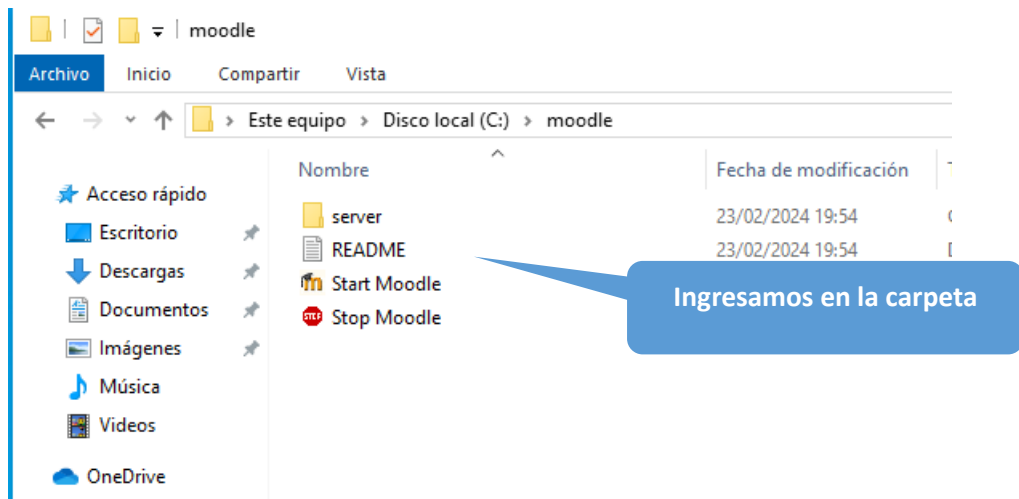 moodle
Archivo Inicio Compartir Vista
Este equipo > Disco local (C:) > moodle
Nombre Fecha de modificación
Acceso rápido
Escritorio
Descargas
Documentos
Imágenes
Música
Videos
OneDrive
server 23/02/2024 19:54
README 23/02/2024 19:54
Start Moodle
STOP Stop Moodle
Ingresamos en la carpeta